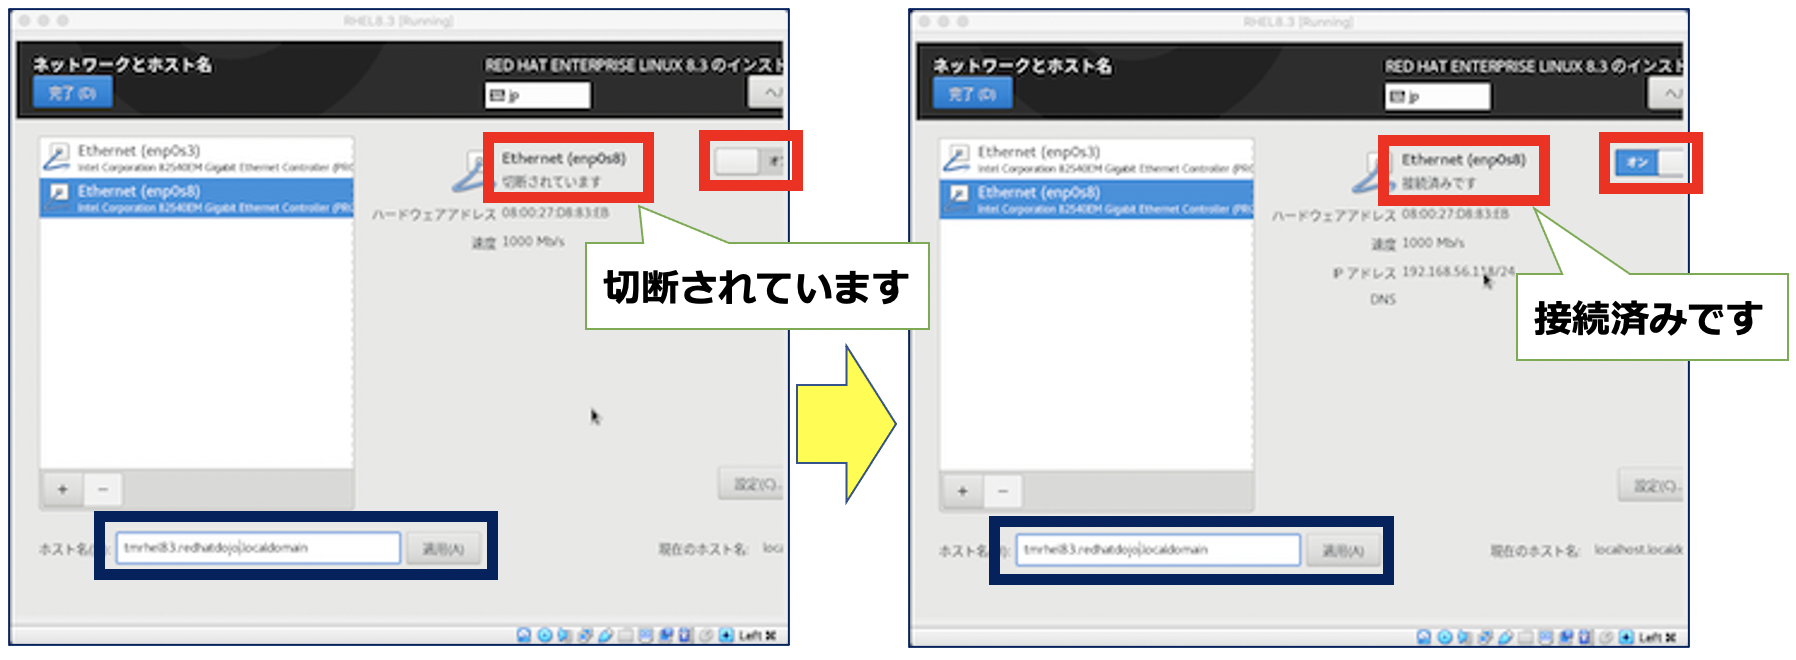 RHEL8.3 [Running]
ネットワークとホスト名
RED HAT ENTERPRISE LINUX 8.3 のインスト
完了 (D)
jp
ヘ
Ethernet (enp0s3)
Intel Corporation 82540EM Gigabit Ethernet Controller (PRO
Ethernet (enp0s8)
Intel Corporation 82540EM Gigabit Ethernet Controller (PRO
Ethernet (enp0s8)
切断されています
オ
ハードウェアアドレス 08:00:27:D8:83:EB
速度 1000 Mb/s
切断されています
+ −
設定(C)...
ホスト名
tmrhel83.redhatdojo.localdomain
適用(A)
現在のホスト名: loca
Left ⌘
RHEL8.3 [Running]
ネットワークとホスト名
RED HAT ENTERPRISE LINUX 8.3 のインスト
完了 (D)
jp
ヘ
Ethernet (enp0s3)
Intel Corporation 82540EM Gigabit Ethernet Controller (PRO
Ethernet (enp0s8)
Intel Corporation 82540EM Gigabit Ethernet Controller (PRO
Ethernet (enp0s8)
接続済みです
オン
ハードウェアアドレス 08:00:27:D8:83:EB
速度 1000 Mb/s
IP アドレス 192.168.56.118/24
DNS
接続済みです
+ −
設定(C)...
ホスト名
tmrhel83.redhatdojo.localdomain
適用(A)
現在のホスト名: localhost.locald
Left ⌘